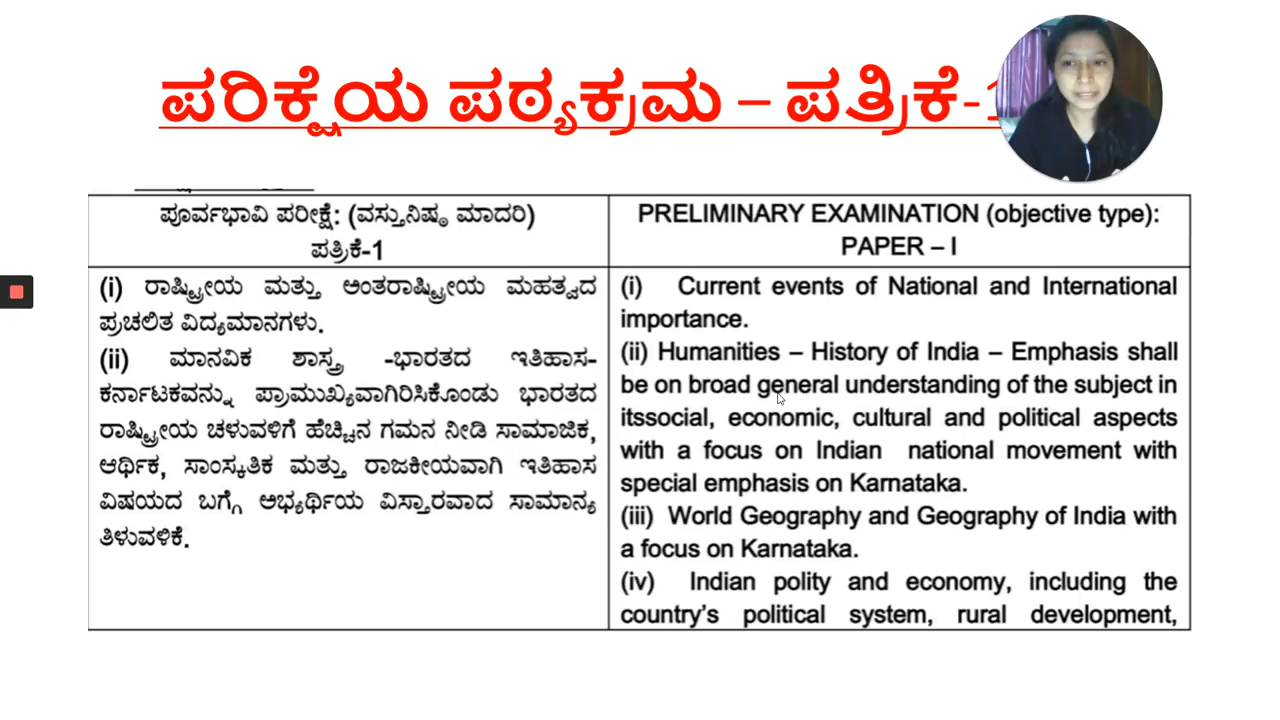 ಪರಿಕ್ಷೆಯ ಪಠ್ಯಕ್ರಮ – ಪತ್ರಿಕೆ-1
ಪೂರ್ವಭಾವಿ ಪರೀಕ್ಷೆ: (ವಸ್ತುನಿಷ್ಠ ಮಾದರಿ)
ಪತ್ರಿಕೆ-1
(i) ರಾಷ್ಟ್ರೀಯ ಮತ್ತು ಅಂತರಾಷ್ಟ್ರೀಯ ಮಹತ್ವದ
ಪ್ರಚಲಿತ ವಿದ್ಯಮಾನಗಳು.
(ii) ಮಾನವಿಕ ಶಾಸ್ತ್ರ -ಭಾರತದ ಇತಿಹಾಸ-
ಕರ್ನಾಟಕವನ್ನು ಪ್ರಾಮುಖ್ಯವಾಗಿರಿಸಿಕೊಂಡು ಭಾರತದ
ರಾಷ್ಟ್ರೀಯ ಚಳುವಳಿಗೆ ಹೆಚ್ಚಿನ ಗಮನ ನೀಡಿ ಸಾಮಾಜಿಕ,
ಆರ್ಥಿಕ, ಸಾಂಸ್ಕೃತಿಕ ಮತ್ತು ರಾಜಕೀಯವಾಗಿ ಇತಿಹಾಸ
ವಿಷಯದ ಬಗ್ಗೆ ಅಭ್ಯರ್ಥಿಯ ವಿಸ್ತಾರವಾದ ಸಾಮಾನ್ಯ
ತಿಳುವಳಿಕೆ.
PRELIMINARY EXAMINATION (objective type):
PAPER – I
(i) Current events of National and International
importance.
(ii) Humanities – History of India – Emphasis shall
be on broad general understanding of the subject in
itssocial, economic, cultural and political aspects
with a focus on Indian national movement with
special emphasis on Karnataka.
(iii) World Geography and Geography of India with
a focus on Karnataka.
(iv) Indian polity and economy, including the
country's political system, rural development,